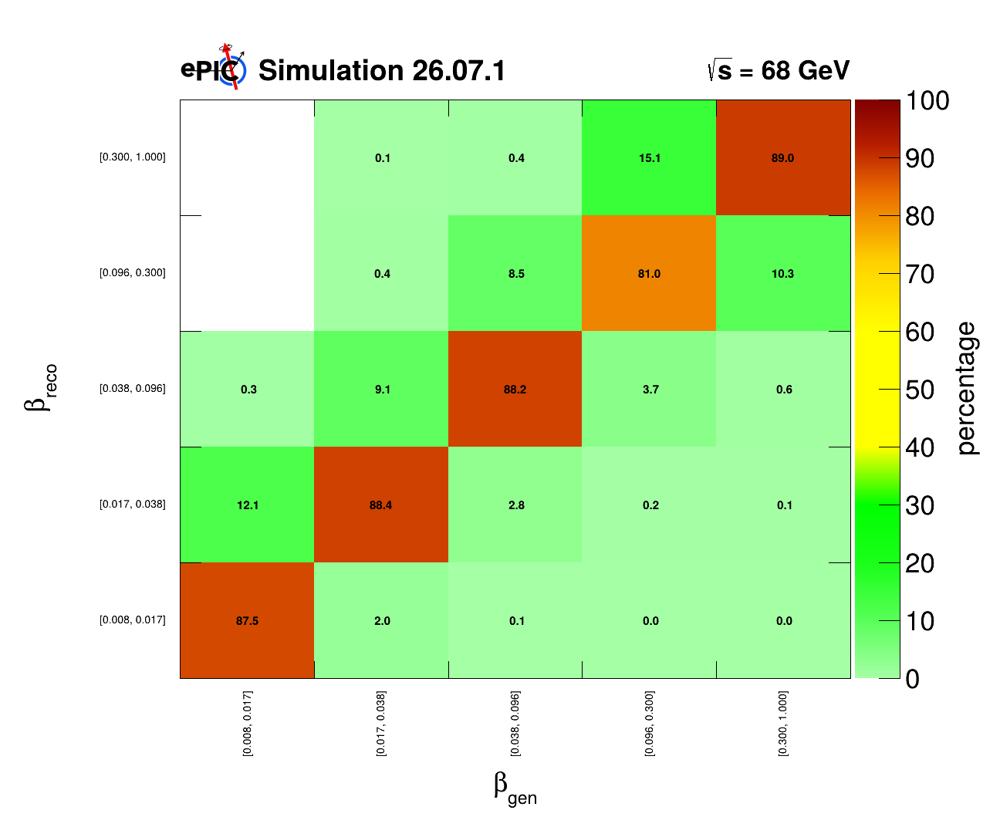 ePIC Simulation 26.07.1
√s = 68 GeV
[0.300, 1.000] 0.1 0.4 15.1 89.0
[0.096, 0.300] 0.4 8.5 81.0 10.3
[0.038, 0.096] 0.3 9.1 88.2 3.7 0.6
[0.017, 0.038] 12.1 88.4 2.8 0.2 0.1
[0.008, 0.017] 87.5 2.0 0.1 0.0 0.0
[0.008, 0.017] [0.017, 0.038] [0.038, 0.096] [0.096, 0.300] [0.300, 1.000]
βgen
βreco
100
90
80
70
60
50
40
30
20
10
0
percentage